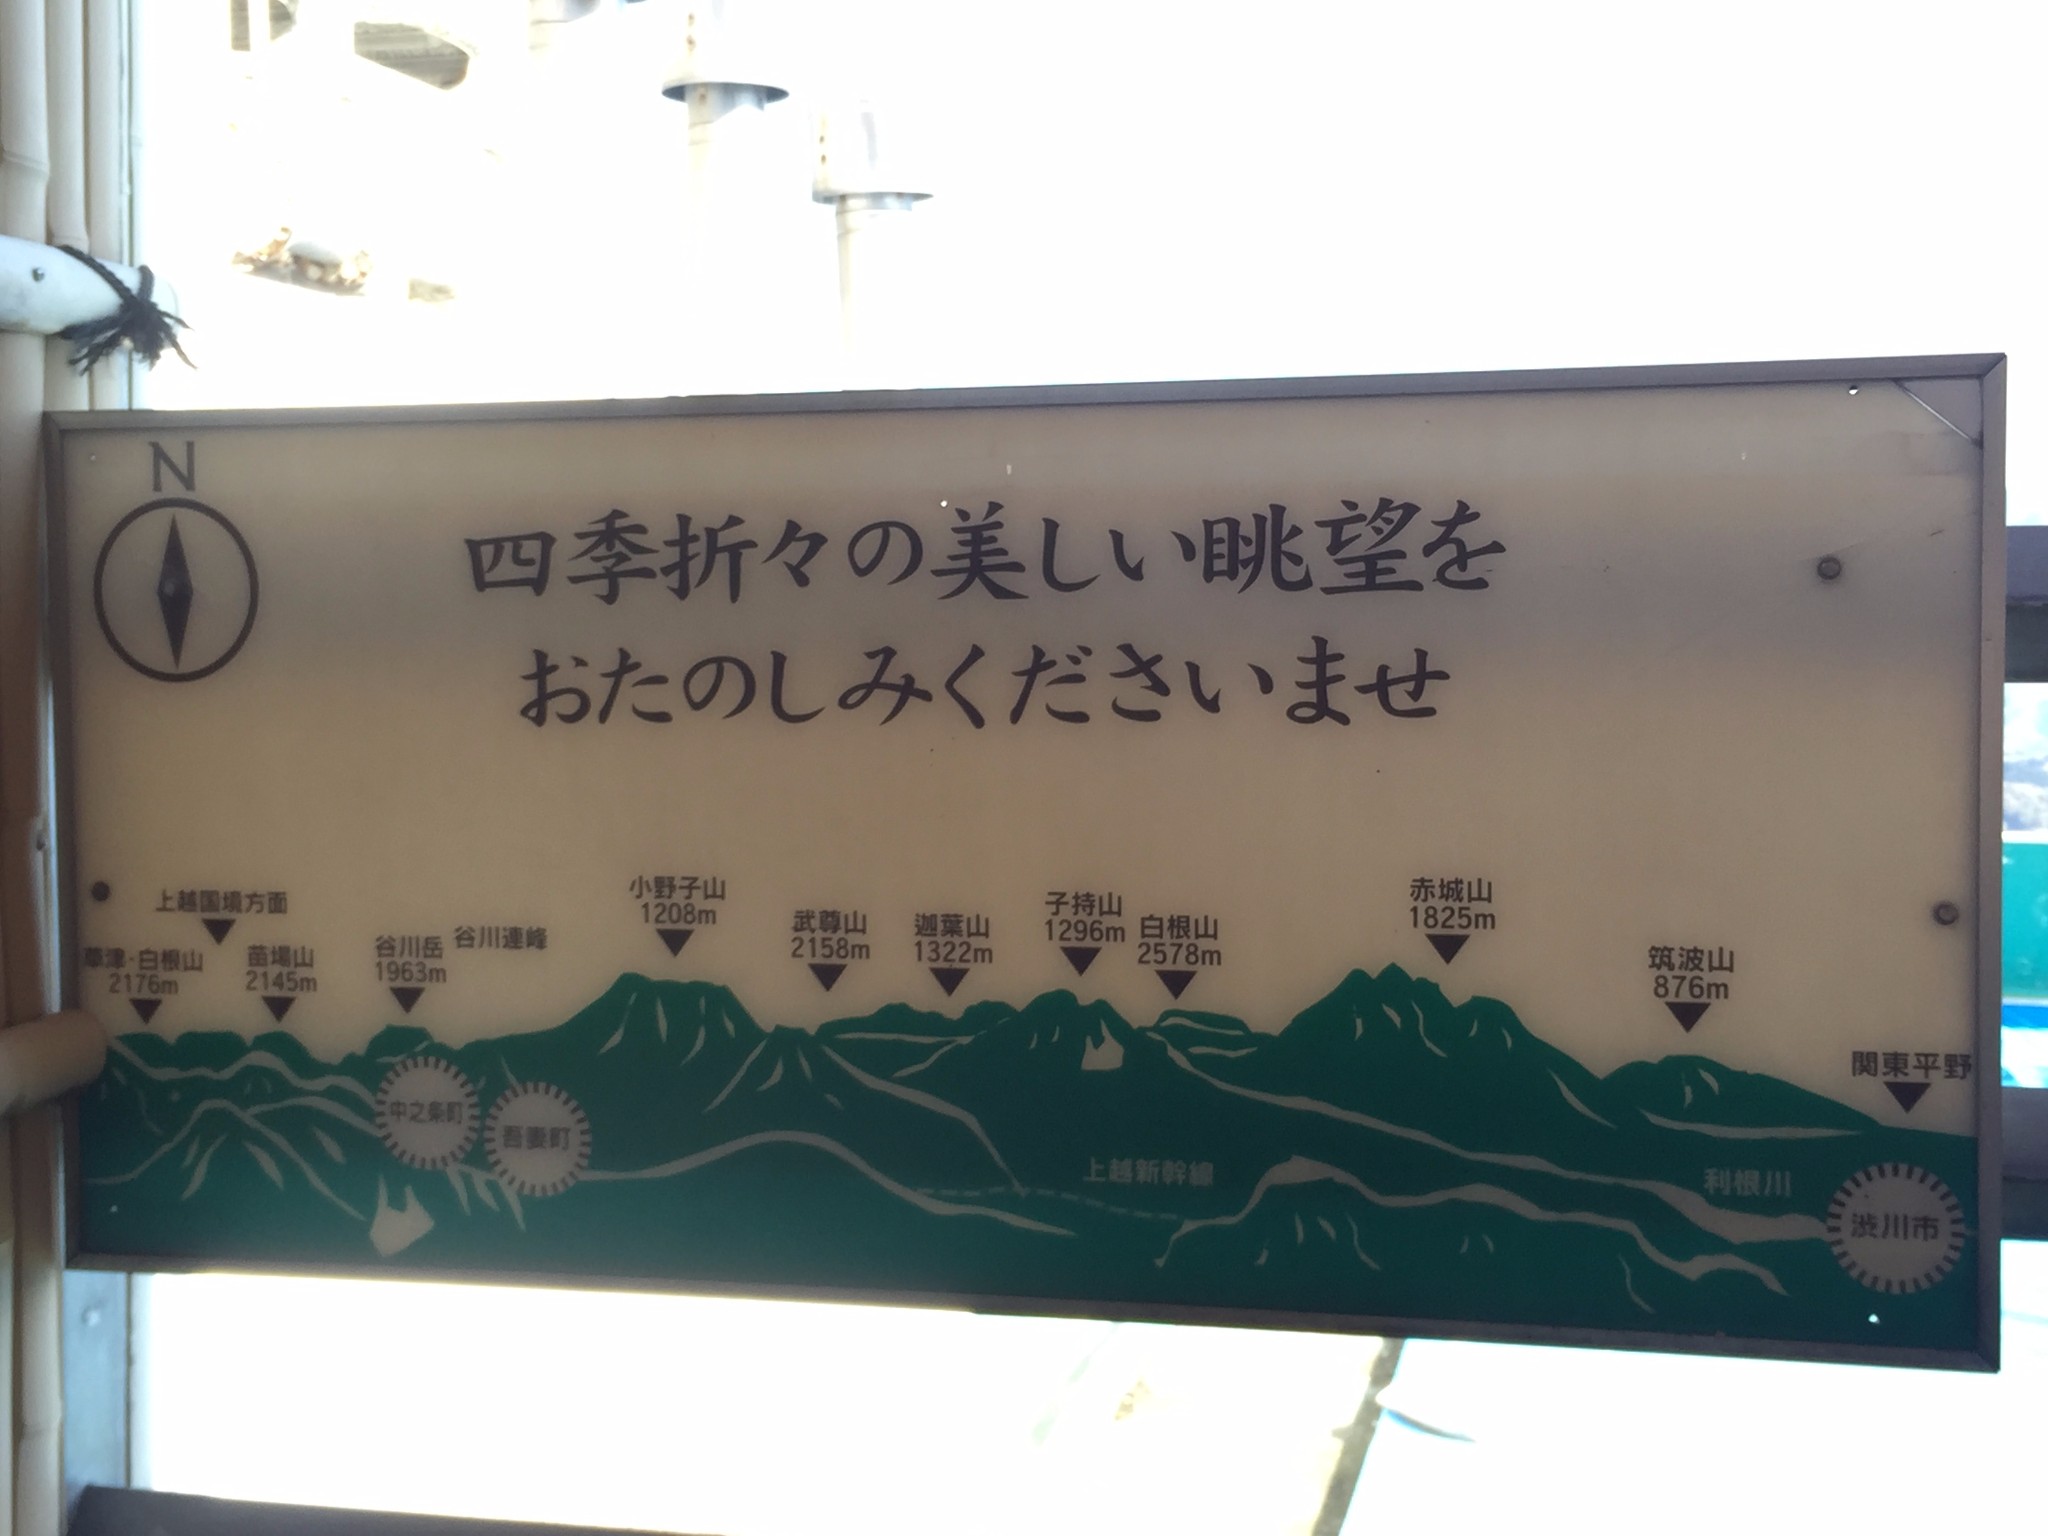 N
四季折々の美しい眺望を
おたのしみくださいませ
上越国境方面
草津・白根山
2176m
苗場山
2145m
谷川岳
1963m
谷川連峰
小野子山
1208m
武尊山
2158m
迦葉山
1322m
子持山
1296m
白根山
2578m
赤城山
1825m
筑波山
876m
関東平野
中之条町
吾妻町
上越新幹線
利根川
渋川市